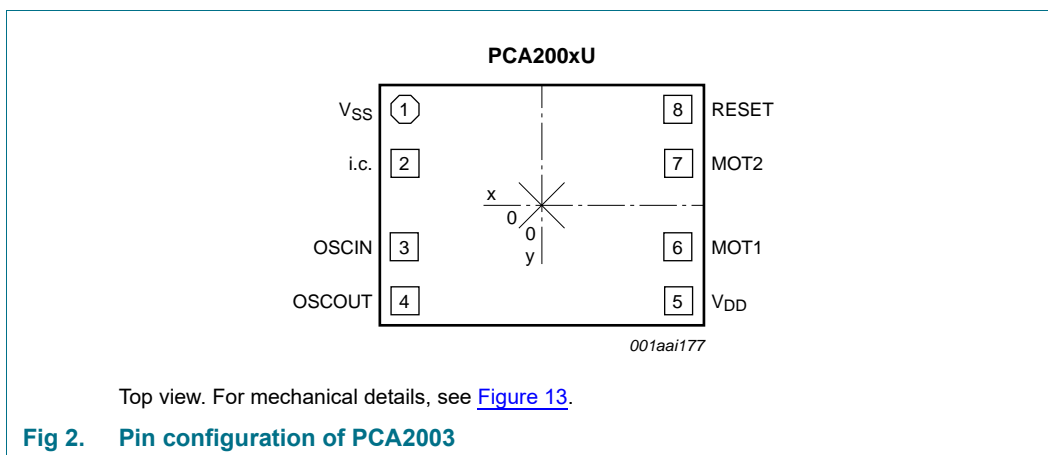 PCA200xU
VSS 1 8 RESET
i.c. 2 7 MOT2
x
0
0
y
OSCIN 3 6 MOT1
OSCOUT 4 5 VDD
001aai177
Top view. For mechanical details, see Figure 13.
Fig 2. Pin configuration of PCA2003